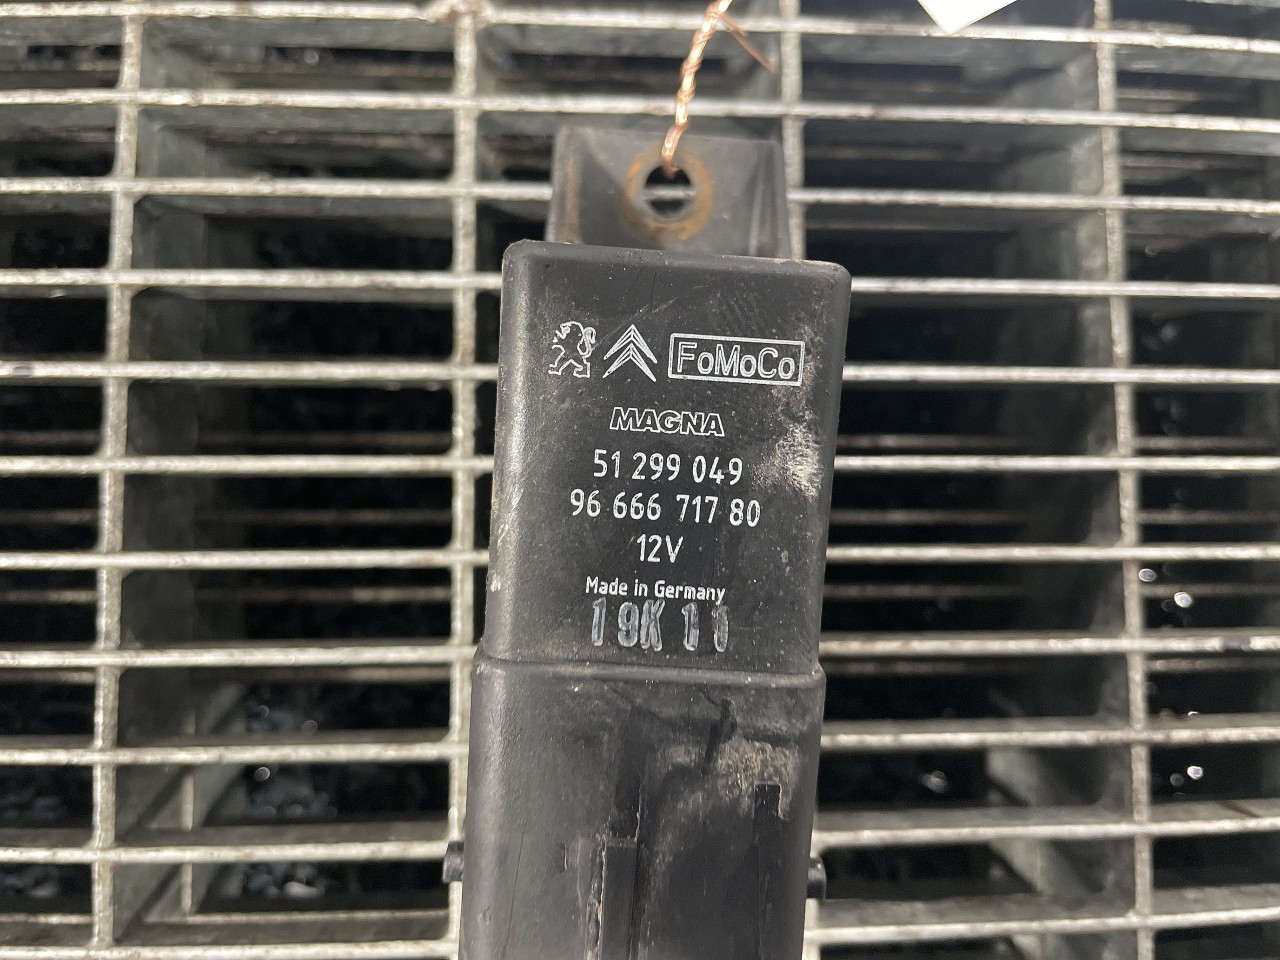 FoMoCo
MAGNA
51 299 049
96 666 717 80
12V
Made in Germany
19K 11